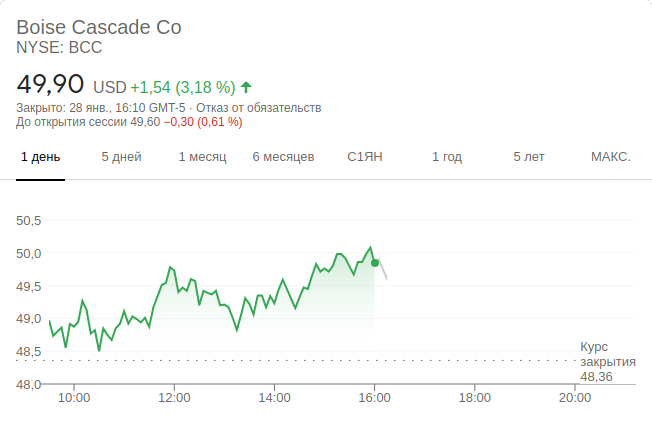 Boise Cascade Co
NYSE: BCC
49,90 USD +1,54 (3,18 %)
Закрыто: 28 янв., 16:10 GMT-5 · Отказ от обязательств
До открытия сессии 49,60 −0,30 (0,61 %)
1 день 5 дней 1 месяц 6 месяцев С1ЯН 1 год 5 лет МАКС.
50,5
50,0
49,5
49,0
48,5
Курс
закрытия
48,36
48,0
10:00 12:00 14:00 16:00 18:00 20:00